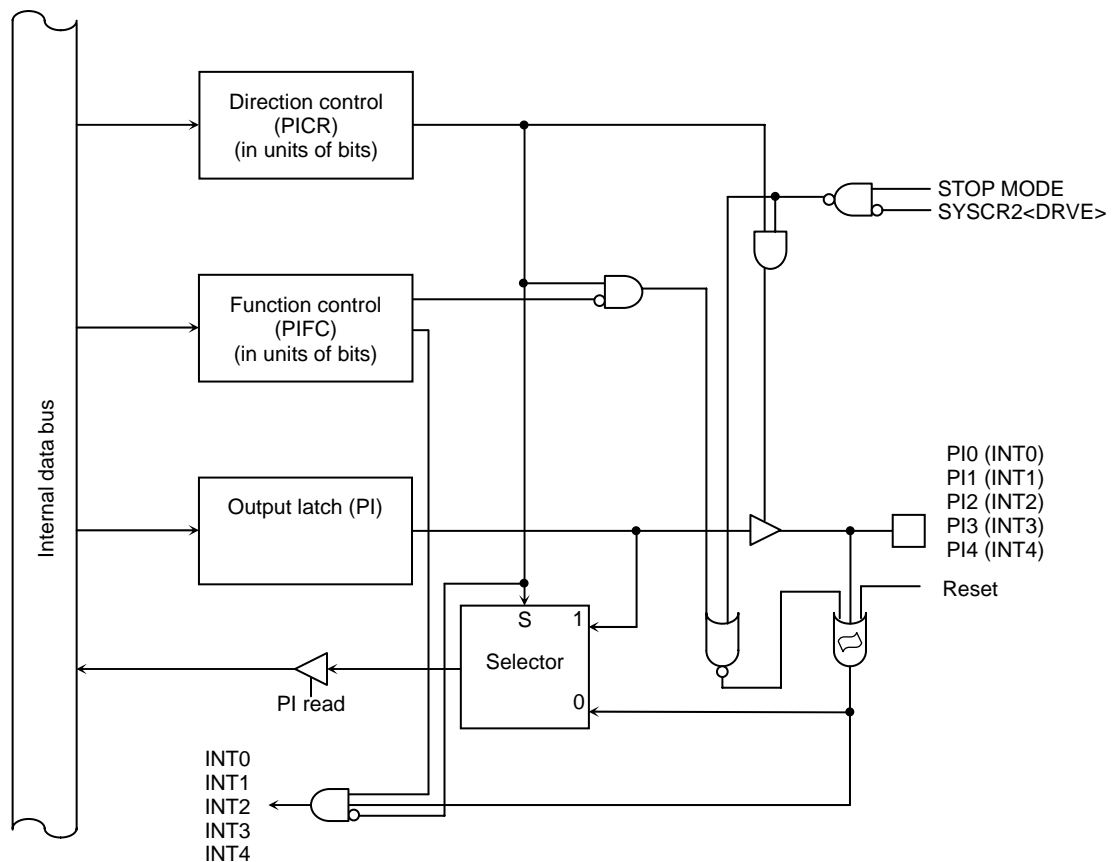 Direction control
(PICR)
(in units of bits)
STOP MODE
SYSCR2<DRVE>
Function control
(PIFC)
(in units of bits)
Internal data bus
Output latch (PI)
PI0 (INT0)
PI1 (INT1)
PI2 (INT2)
PI3 (INT3)
PI4 (INT4)
Reset
S
1
Selector
0
PI read
INT0
INT1
INT2
INT3
INT4